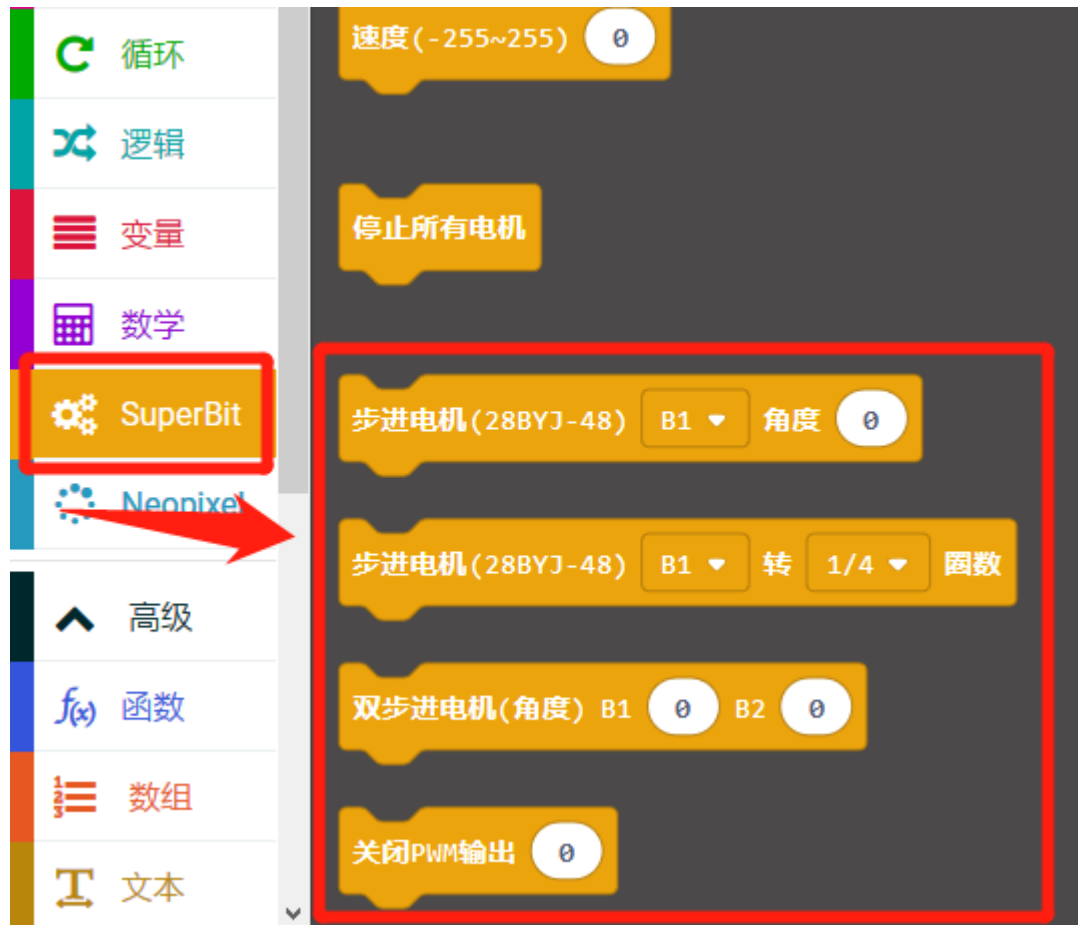 循环
逻辑
变量
数学
SuperBit
Neopixel
高级
f(x) 函数
1
2
3
数组
T 文本
速度(-255~255) 0
停止所有电机
步进电机(28BYJ-48) B1 角度 0
步进电机(28BYJ-48) B1 转 1/4 圈数
双步进电机(角度) B1 0 B2 0
关闭PWM输出 0